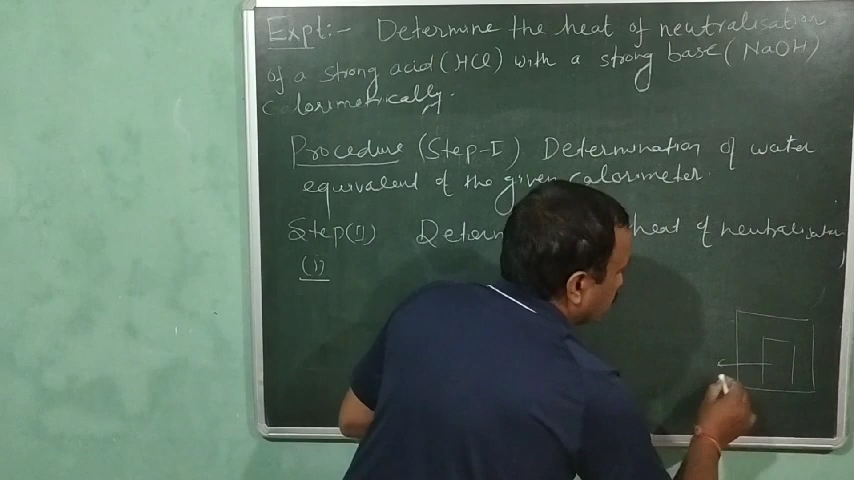 Expt:- Determine the heat of neutralisation
of a strong acid (HCl) with a strong base (NaOH)
calorimetrically.
Procedure (Step-I) Determination of water
equivalent of the given calorimeter.
Step(II) Determ heat of neutralisation
(i)